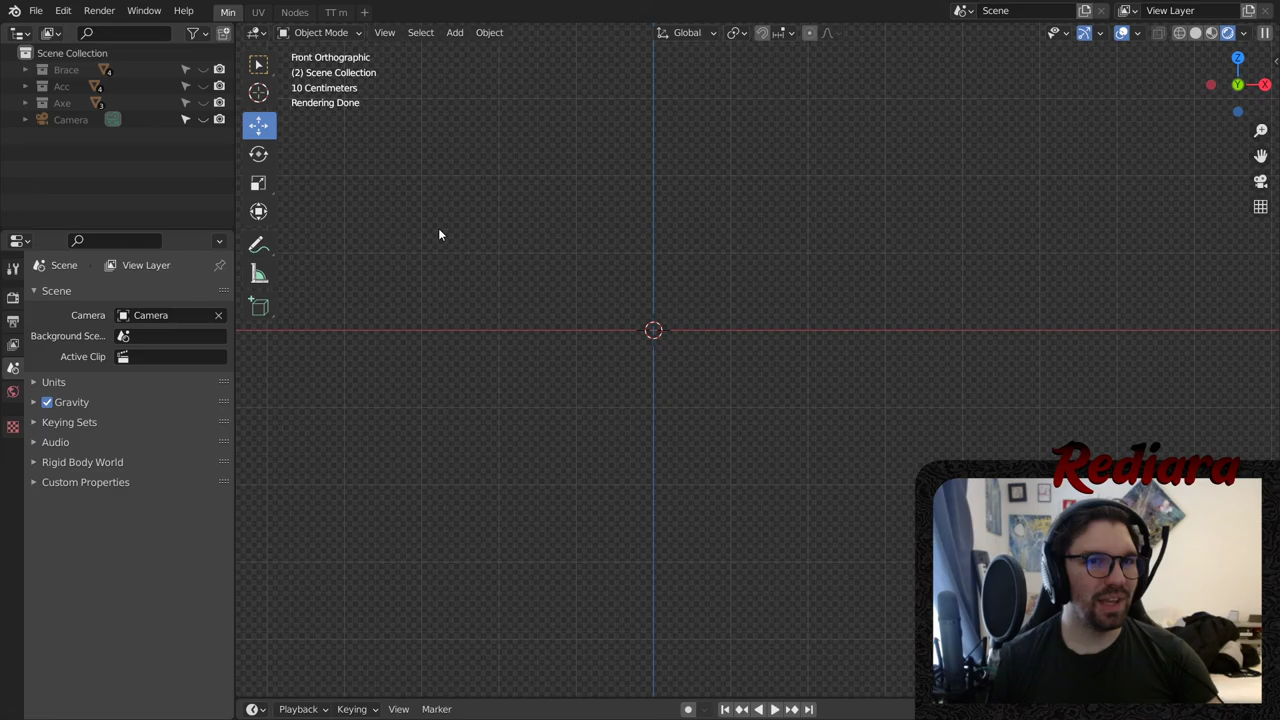 File Edit Render Window Help Min UV Nodes TT m + Scene View Layer
Object Mode View Select Add Object Global
Scene Collection
Brace 4
Acc 4
Axe 3
Camera
Front Orthographic
(2) Scene Collection
10 Centimeters
Rendering Done
Z
Y
X
Scene View Layer
Scene
Camera Camera
Background Sce...
Active Clip
Units
Gravity
Keying Sets
Audio
Rigid Body World
Custom Properties
Rediara
Playback Keying View Marker